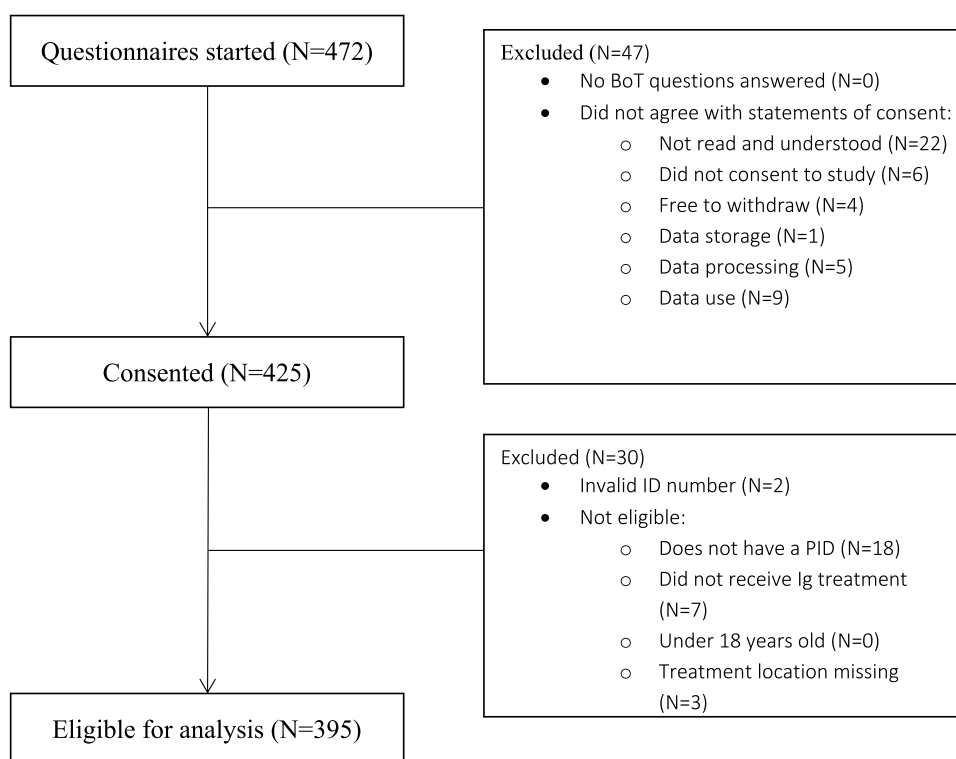 Questionnaires started (N=472)
Excluded (N=47)
• No BoT questions answered (N=0)
• Did not agree with statements of consent:
o Not read and understood (N=22)
o Did not consent to study (N=6)
o Free to withdraw (N=4)
o Data storage (N=1)
o Data processing (N=5)
o Data use (N=9)
Consented (N=425)
Excluded (N=30)
• Invalid ID number (N=2)
• Not eligible:
o Does not have a PID (N=18)
o Did not receive Ig treatment
(N=7)
o Under 18 years old (N=0)
o Treatment location missing
(N=3)
Eligible for analysis (N=395)